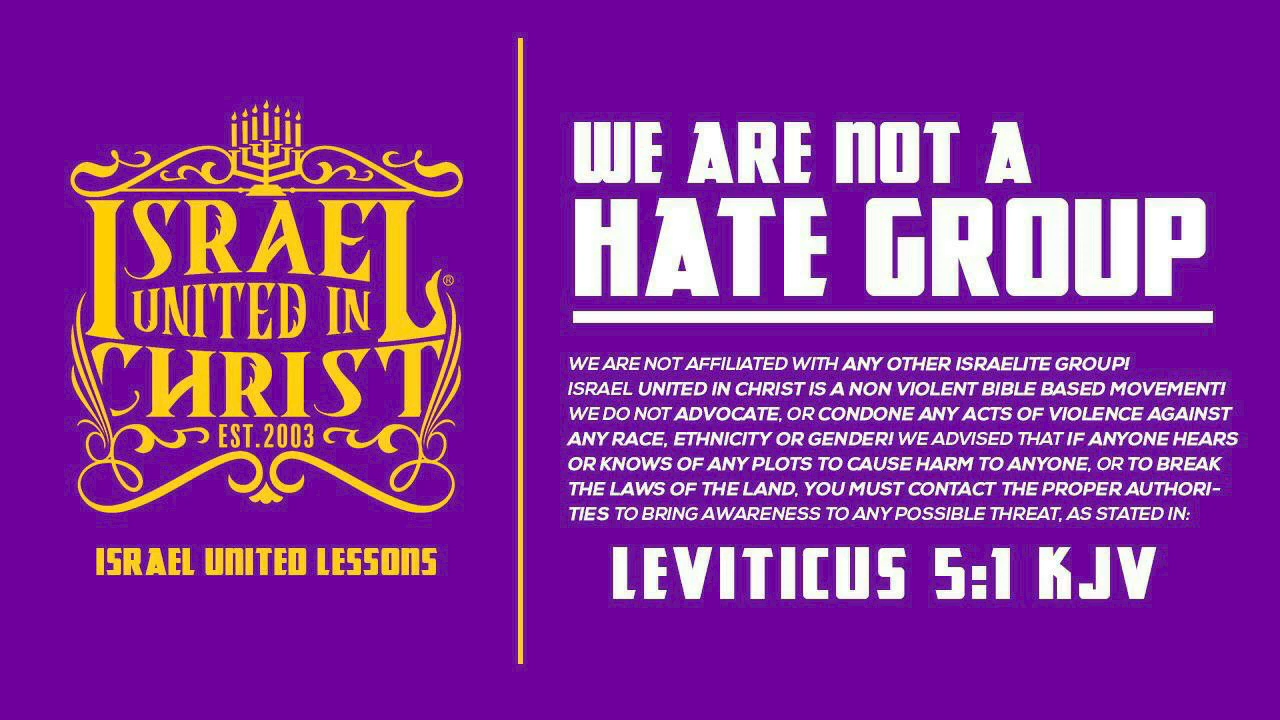 ISRAEL
UNITED IN
CHRIST
®
EST.2003
ISRAEL UNITED LESSONS
WE ARE NOT A
HATE GROUP
WE ARE NOT AFFILIATED WITH ANY OTHER ISRAELITE GROUP!
ISRAEL UNITED IN CHRIST IS A NON VIOLENT BIBLE BASED MOVEMENT!
WE DO NOT ADVOCATE, OR CONDONE ANY ACTS OF VIOLENCE AGAINST
ANY RACE, ETHNICITY OR GENDER! WE ADVISED THAT IF ANYONE HEARS
OR KNOWS OF ANY PLOTS TO CAUSE HARM TO ANYONE, OR TO BREAK
THE LAWS OF THE LAND, YOU MUST CONTACT THE PROPER AUTHORI-
TIES TO BRING AWARENESS TO ANY POSSIBLE THREAT, AS STATED IN:
LEVITICUS 5:1 KJV